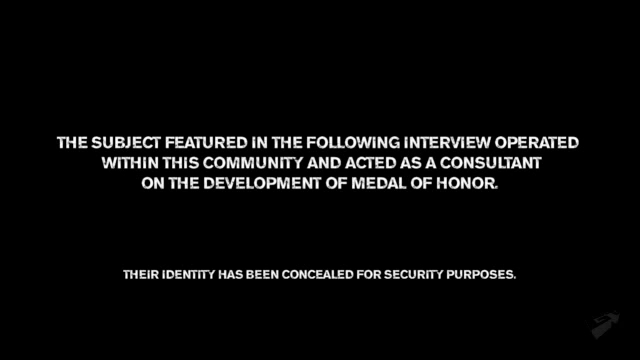 THE SUBJECT FEATURED IN THE FOLLOWING INTERVIEW OPERATED
WITHIN THIS COMMUNITY AND ACTED AS A CONSULTANT
ON THE DEVELOPMENT OF MEDAL OF HONOR.
THEIR IDENTITY HAS BEEN CONCEALED FOR SECURITY PURPOSES.